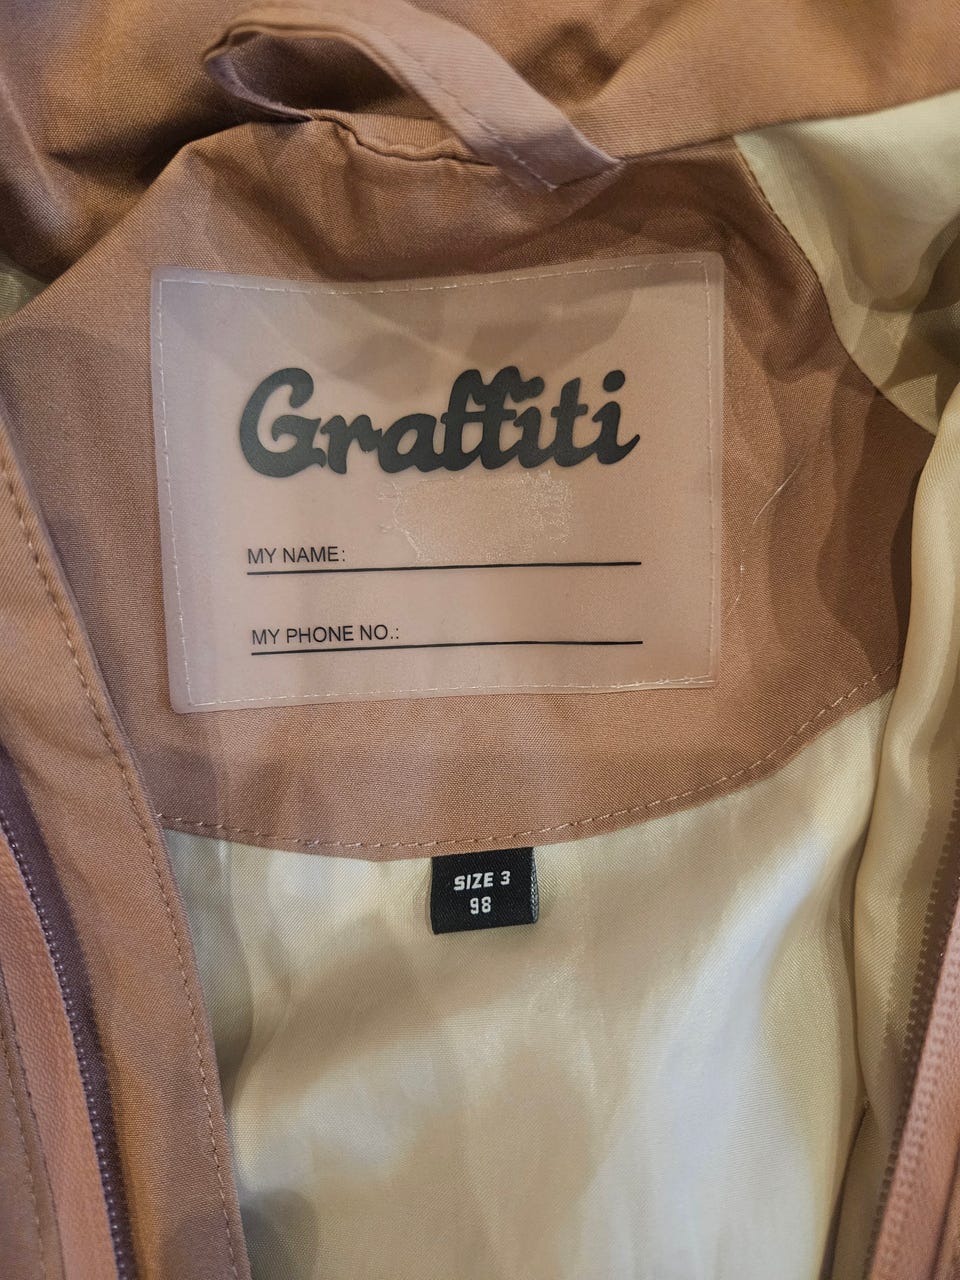 Graffiti
MY NAME:
MY PHONE NO.:
SIZE 3
98